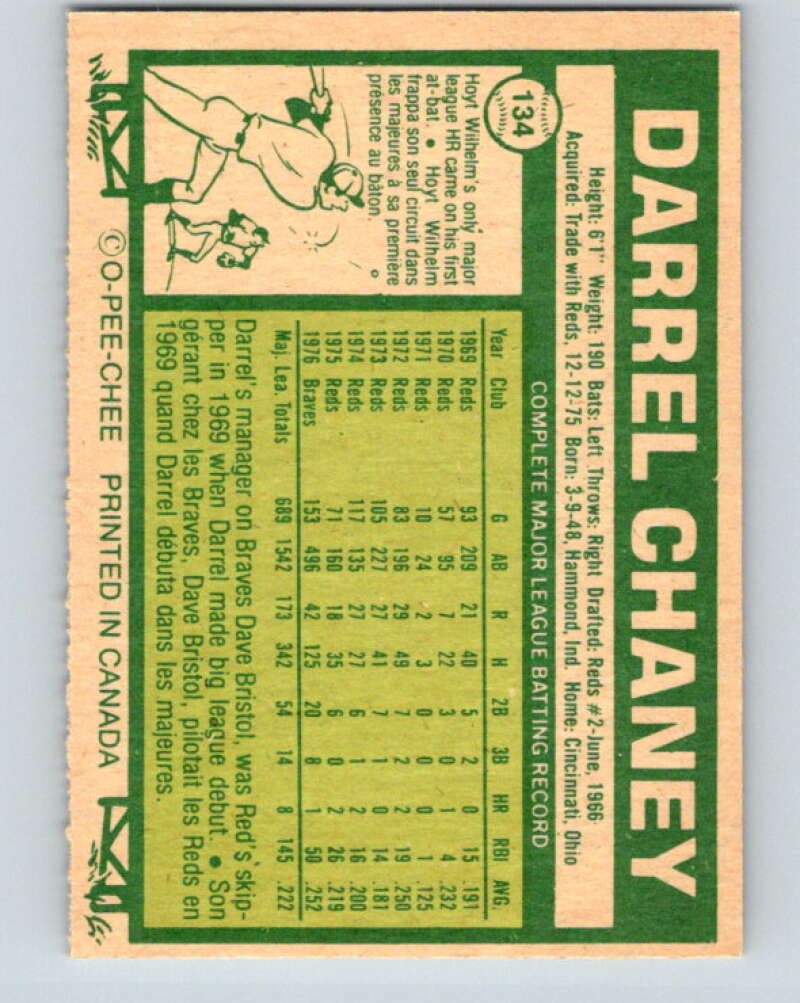 DARREL CHANEY
134
Height: 6'1" Weight: 190 Bats: Left Throws: Right Drafted: Reds #2-June, 1966
Acquired: Trade with Reds, 12-12-75 Born: 3-9-48, Hammond, Ind. Home: Cincinnati, Ohio
COMPLETE MAJOR LEAGUE BATTING RECORD
Hoyt Wilhelm's only major
league HR came on his first
at-bat. • Hoyt Wilhelm
frappa son seul circuit dans
les majeures à sa première
présence au bâton.
Year Club G AB R H 2B 3B HR RBI AVG.
1969 Reds 93 209 21 40 5 2 0 15 .191
1970 Reds 57 95 7 22 3 0 1 4 .232
1971 Reds 10 24 2 3 0 0 0 1 .125
1972 Reds 83 196 29 49 7 2 2 19 .250
1973 Reds 105 227 27 41 7 1 0 14 .181
1974 Reds 117 135 27 27 6 1 2 16 .200
1975 Reds 71 160 18 35 6 0 2 26 .219
1976 Braves 153 496 42 125 20 8 1 50 .252
Maj. Lea. Totals 689 1542 173 342 54 14 8 145 .222
Darrel's manager on Braves Dave Bristol, was Red's skip-
per in 1969 when Darrel made big league debut. • Son
gérant chez les Braves, Dave Bristol, pilotait les Reds en
1969 quand Darrel débuta dans les majeures.
©O-PEE-CHEE PRINTED IN CANADA